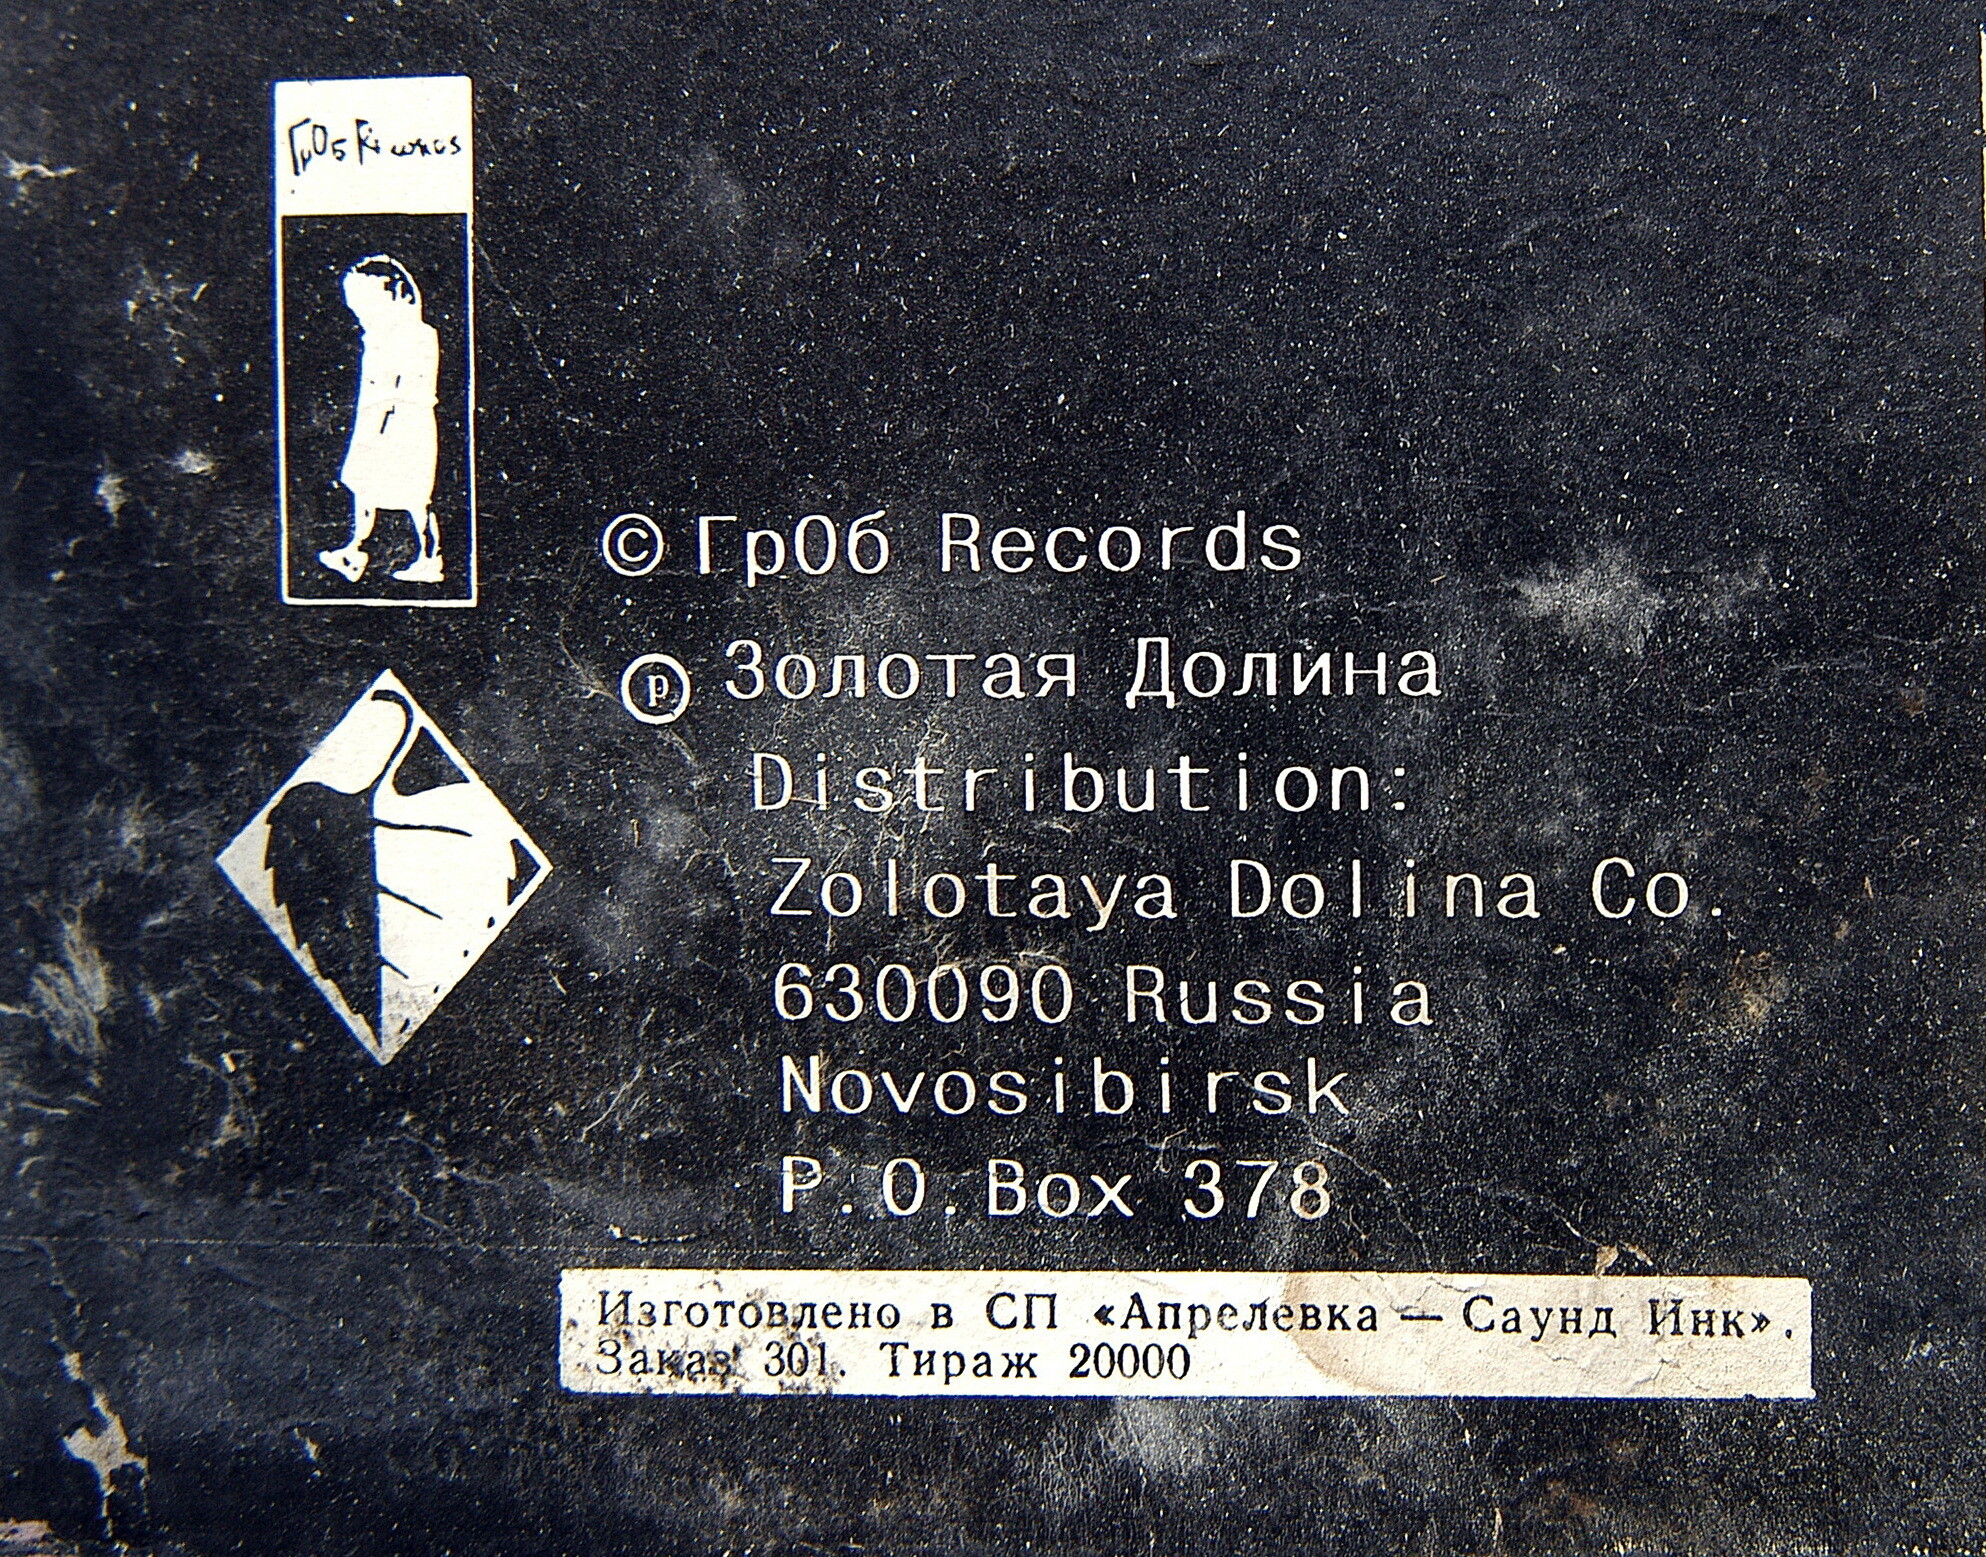 ГрОб Records
© ГрОб Records
℗ Золотая Долина
Distribution:
Zolotaya Dolina Co.
630090 Russia
Novosibirsk
P.O.Box 378
Изготовлено в СП «Апрелевка — Саунд Инк».
Заказ 301. Тираж 20000